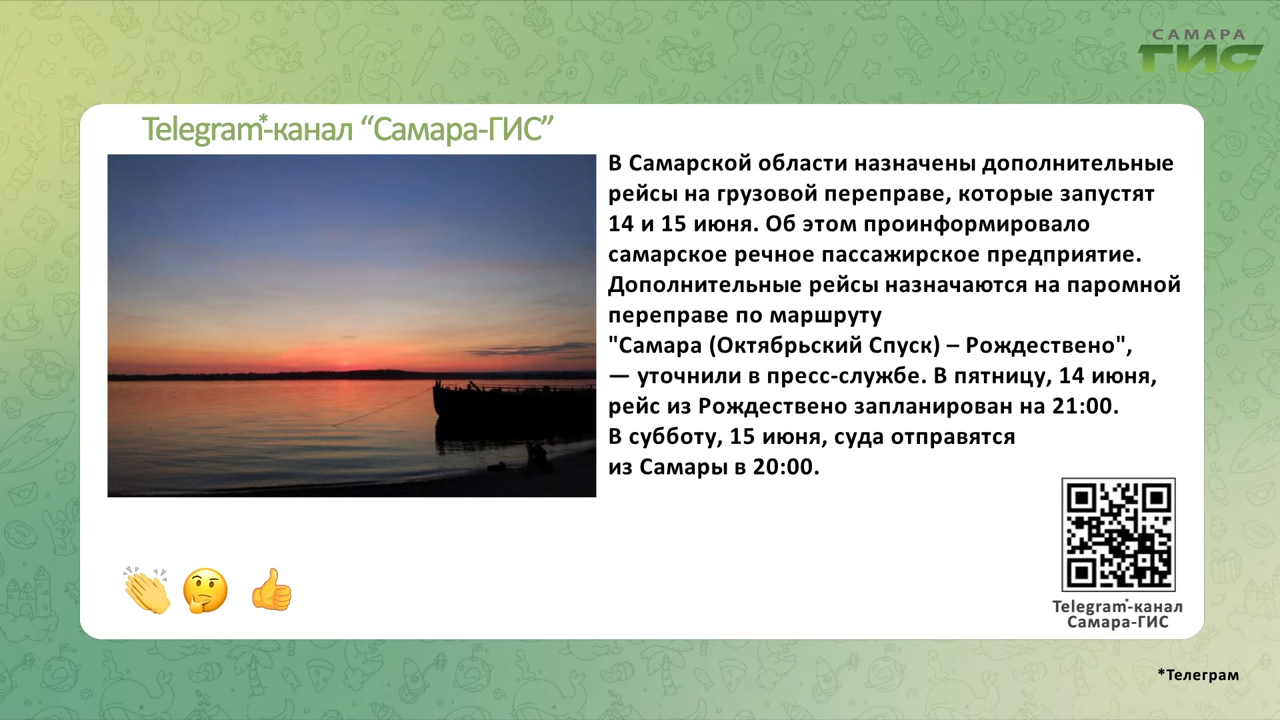 САМАРА
ГИС
Telegram*-канал “Самара-ГИС”
В Самарской области назначены дополнительные
рейсы на грузовой переправе, которые запустят
14 и 15 июня. Об этом проинформировало
самарское речное пассажирское предприятие.
Дополнительные рейсы назначаются на паромной
переправе по маршруту
"Самара (Октябрьский Спуск) – Рождествено",
— уточнили в пресс-службе. В пятницу, 14 июня,
рейс из Рождествено запланирован на 21:00.
В субботу, 15 июня, суда отправятся
из Самары в 20:00.
Telegram*-канал
Самара-ГИС
*Телеграм